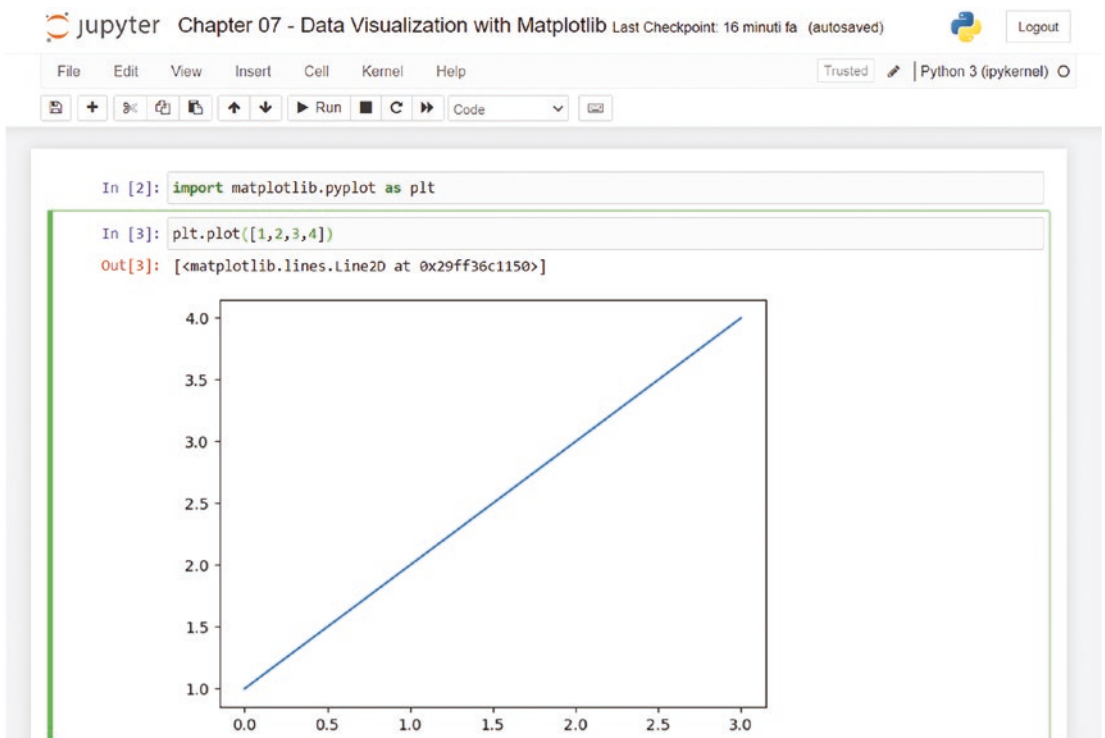 jupyter Chapter 07 - Data Visualization with Matplotlib Last Checkpoint: 16 minuti fa (autosaved) Logout
File Edit View Insert Cell Kernel Help Trusted Python 3 (ipykernel)
Run Code
In [2]: import matplotlib.pyplot as plt
In [3]: plt.plot([1,2,3,4])
Out[3]: [<matplotlib.lines.Line2D at 0x29ff36c1150>]
4.0
3.5
3.0
2.5
2.0
1.5
1.0
0.0 0.5 1.0 1.5 2.0 2.5 3.0